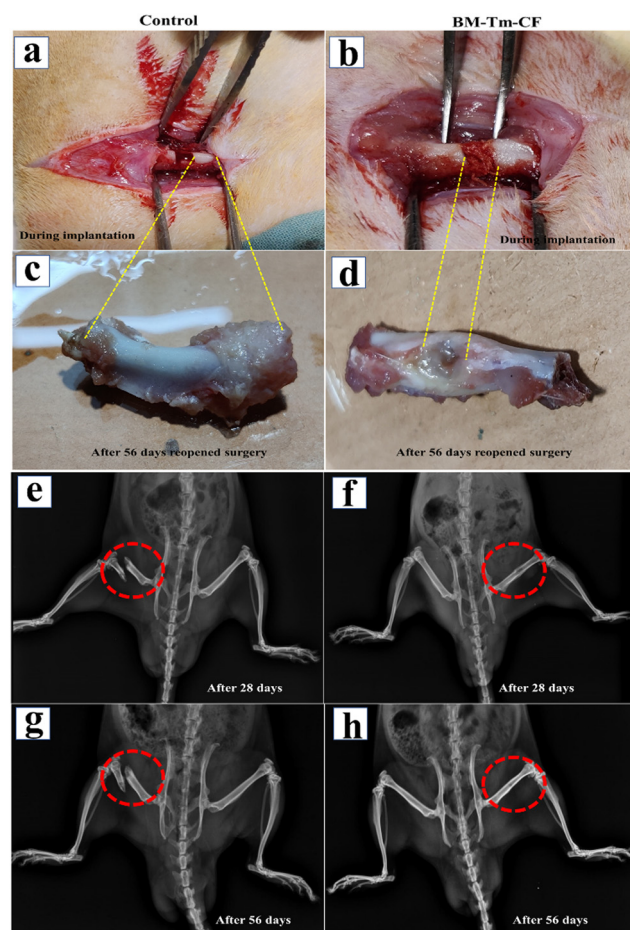 Control
BM-Tm-CF
a
b
During implantation
During implantation
c
d
After 56 days reopened surgery
After 56 days reopened surgery
e
f
After 28 days
After 28 days
g
h
After 56 days
After 56 days